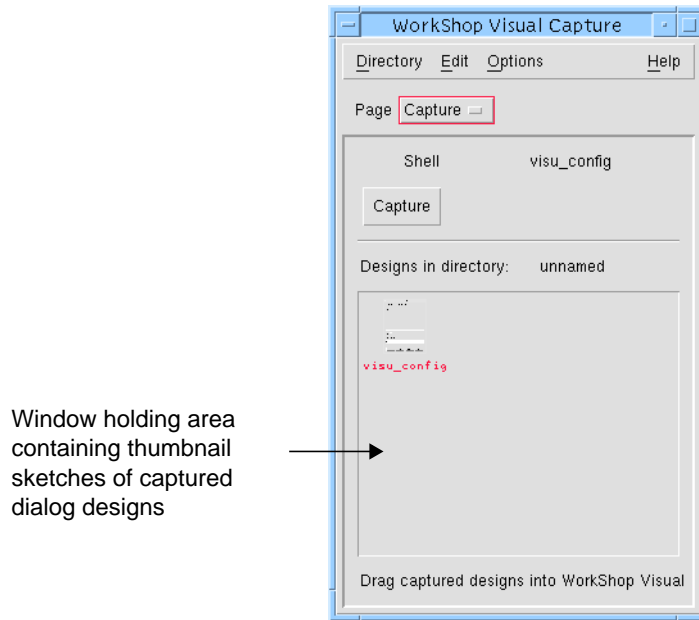 WorkShop Visual Capture
Directory Edit Options Help
Page Capture
Shell visu_config
Capture
Designs in directory: unnamed
visu_config
Window holding area
containing thumbnail
sketches of captured
dialog designs
Drag captured designs into WorkShop Visual